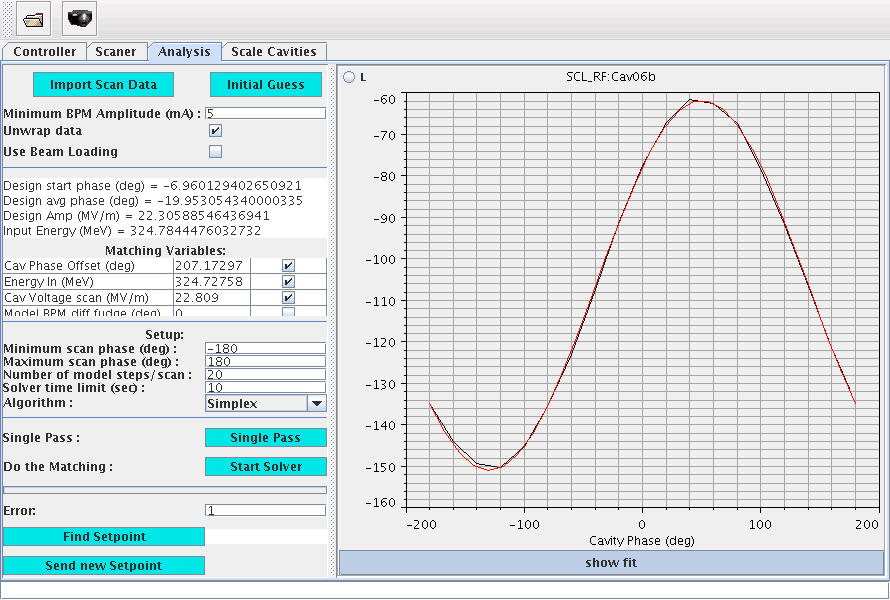 Controller Scaner Analysis Scale Cavities
Import Scan Data Initial Guess
Minimum BPM Amplitude (mA) : 5
Unwrap data
Use Beam Loading
Design start phase (deg) = -6.960129402650921
Design avg phase (deg) = -19.953054340000335
Design Amp (MV/m) = 22.30588546436941
Input Energy (MeV) = 324.7844476032732
Matching Variables:
Cav Phase Offset (deg) 207.17297
Energy In (MeV) 324.72758
Cav Voltage scan (MV/m) 22.809
Model BPM diff fudge (deg) 0
Setup:
Minimum scan phase (deg) : -180
Maximum scan phase (deg) : 180
Number of model steps/scan : 20
Solver time limit (sec) : 10
Algorithm : Simplex
Single Pass : Single Pass
Do the Matching : Start Solver
Error: 1
Find Setpoint
Send new Setpoint
L
SCL_RF:Cav06b
-60
-70
-80
-90
-100
-110
-120
-130
-140
-150
-160
-200 -100 0 100 200
Cavity Phase (deg)
show fit